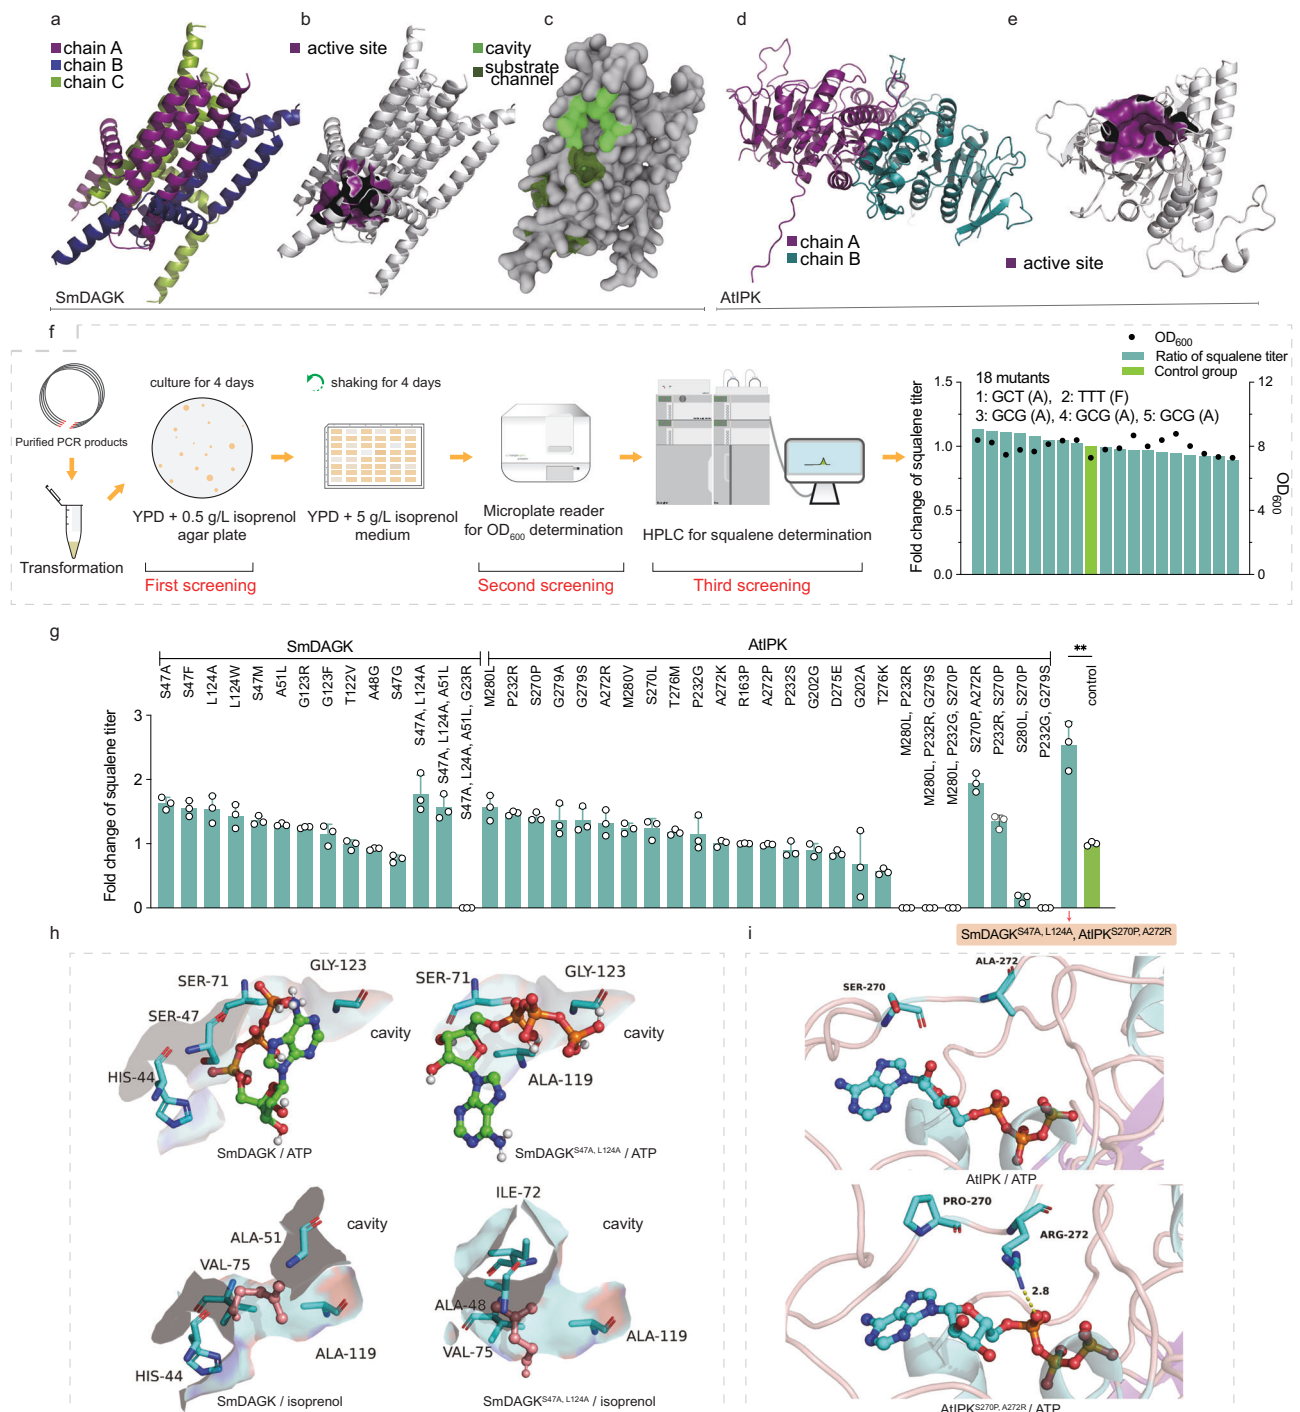 a
chain A
chain B
chain C
b
active site
c
cavity
substrate
channel
d
chain A
chain B
e
active site
SmDAGK
AtIPK
f
Purified PCR products
Transformation
culture for 4 days
YPD + 0.5 g/L isoprenol
agar plate
First screening
shaking for 4 days
YPD + 5 g/L isoprenol
medium
Microplate reader
for OD600 determination
Second screening
HPLC for squalene determination
Third screening
OD600
Ratio of squalene titer
Control group
18 mutants
1: GCT (A), 2: TTT (F)
3: GCG (A), 4: GCG (A), 5: GCG (A)
Fold change of squalene titer
1.5
1.0
0.5
0.0
12
8
4
0
OD600
g
SmDAGK
AtIPK
S47A
S47F
L124A
L124W
S47M
A51L
G123R
G123F
T122V
A48G
S47G
S47A, L124A
S47A, L124A, A51L
S47A, L24A, A51L, G23R
M280L
P232R
S270P
G279A
G279S
A272R
M280V
S270L
T276M
P232G
A272K
R163P
A272P
P232S
G202G
D275E
G202A
T276K
M280L, P232R
M280L, P232R, G279S
M280L, P232G, S270P
S270P, A272R
P232R, S270P
S280L, S270P
P232G, G279S
**
control
Fold change of squalene titer
3
2
1
0
SmDAGK S47A, L124A, AtIPK S270P, A272R
h
SER-71
GLY-123
SER-47
cavity
HIS-44
SmDAGK / ATP
SER-71
GLY-123
cavity
ALA-119
SmDAGK S47A, L124A / ATP
cavity
ALA-51
VAL-75
HIS-44
ALA-119
SmDAGK / isoprenol
ILE-72
cavity
ALA-48
VAL-75
ALA-119
SmDAGK S47A, L124A / isoprenol
i
ALA-272
SER-270
AtIPK / ATP
PRO-270
ARG-272
2.8
AtIPK S270P, A272R / ATP